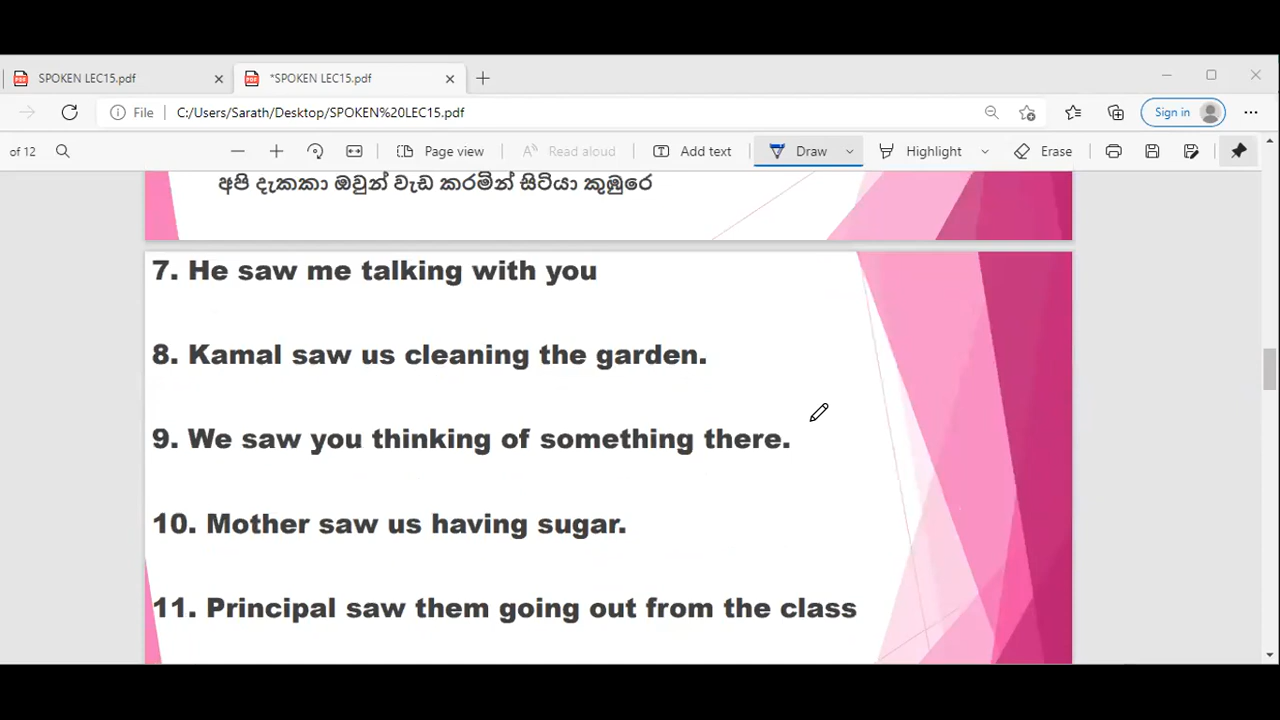 SPOKEN LEC15.pdf
*SPOKEN LEC15.pdf
File
C:/Users/Sarath/Desktop/SPOKEN%20LEC15.pdf
Sign in
of 12
Page view
Read aloud
Add text
Draw
Highlight
Erase
අපි දැකකා ඔවුන් වැඩ කරමින් සිටියා කුඹුරෙ
7. He saw me talking with you
8. Kamal saw us cleaning the garden.
9. We saw you thinking of something there.
10. Mother saw us having sugar.
11. Principal saw them going out from the class